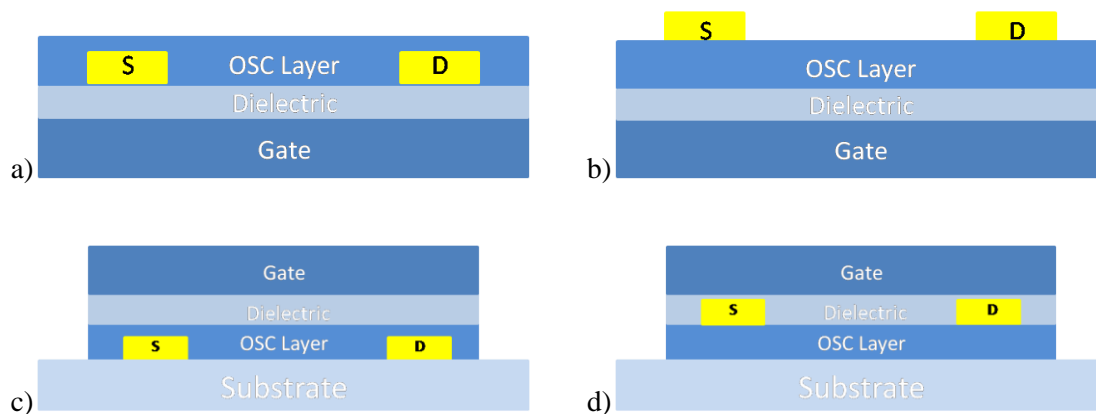 S OSC Layer D
Dielectric
Gate
a)
S D
OSC Layer
Dielectric
Gate
b)
Gate
Dielectric
S OSC Layer D
Substrate
c)
Gate
S Dielectric D
OSC Layer
Substrate
d)